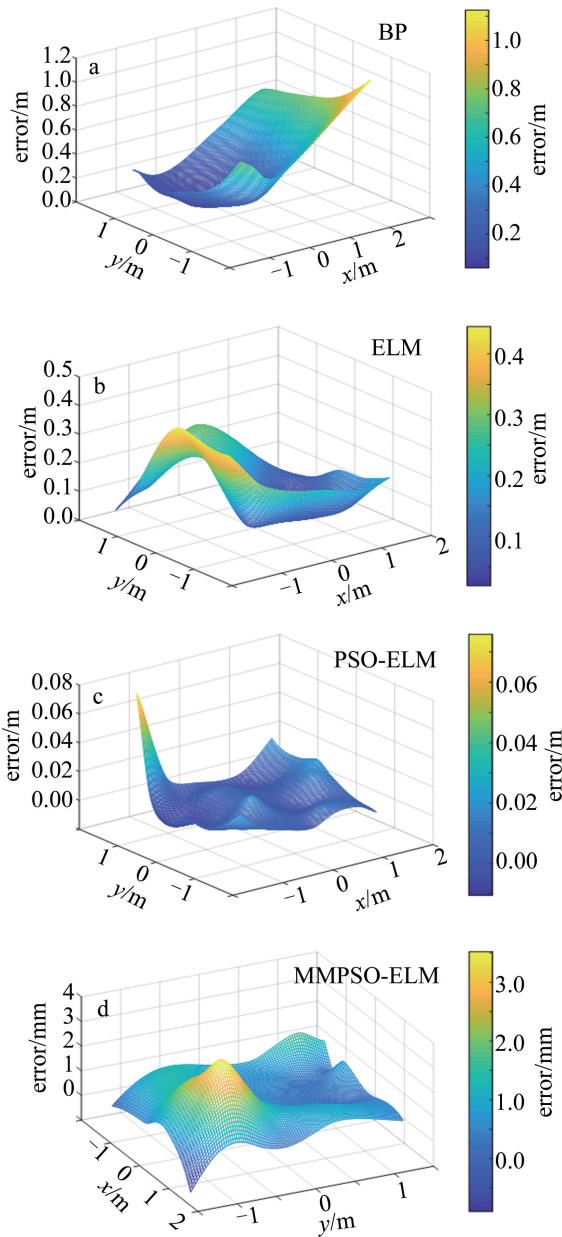 BP
a
1.2
1.0
0.8
0.6
0.4
0.2
0.0
error/m
1
0
−1
y/m
−1
0
1
2
x/m
1.0
0.8
0.6
0.4
0.2
error/m
ELM
b
0.5
0.4
0.3
0.2
0.1
0.0
error/m
1
0
−1
y/m
−1
0
1
2
x/m
0.4
0.3
0.2
0.1
error/m
PSO-ELM
c
0.08
0.06
0.04
0.02
0.00
error/m
1
0
−1
y/m
−1
0
1
2
x/m
0.06
0.04
0.02
0.00
error/m
MMPSO-ELM
d
4
3
2
1
0
error/mm
−1
0
1
2
x/m
−1
0
1
y/m
3.0
2.0
1.0
0.0
error/mm